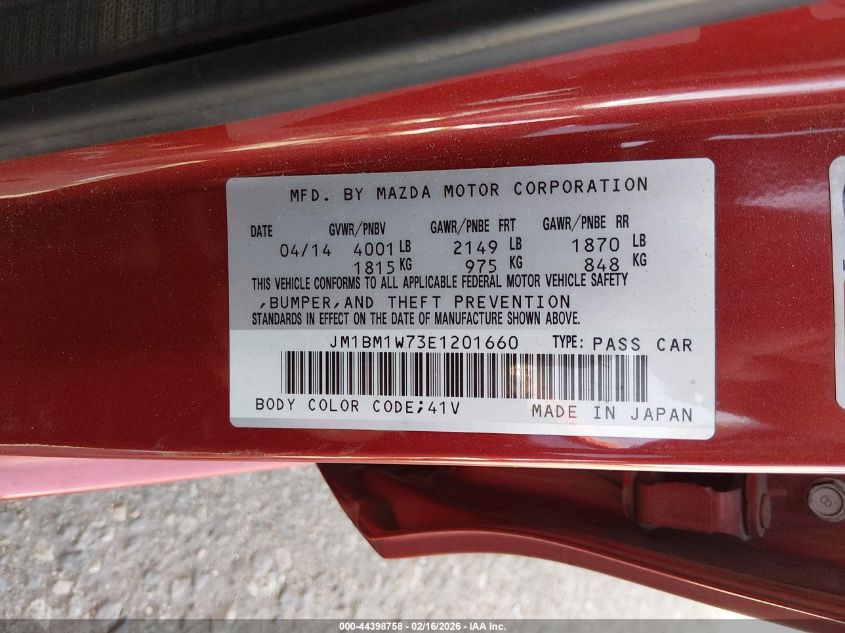 MFD. BY MAZDA MOTOR CORPORATION
DATE GVWR/PNBV GAWR/PNBE FRT GAWR/PNBE RR
04/14 4001 LB 2149 LB 1870 LB
1815 KG 975 KG 848 KG
THIS VEHICLE CONFORMS TO ALL APPLICABLE FEDERAL MOTOR VEHICLE SAFETY
,BUMPER,AND THEFT PREVENTION
STANDARDS IN EFFECT ON THE DATE OF MANUFACTURE SHOWN ABOVE.
JM1BM1W73E1201660 TYPE: PASS CAR
BODY COLOR CODE;41V MADE IN JAPAN
8
000-44398758 - 02/16/2026 - IAA Inc.